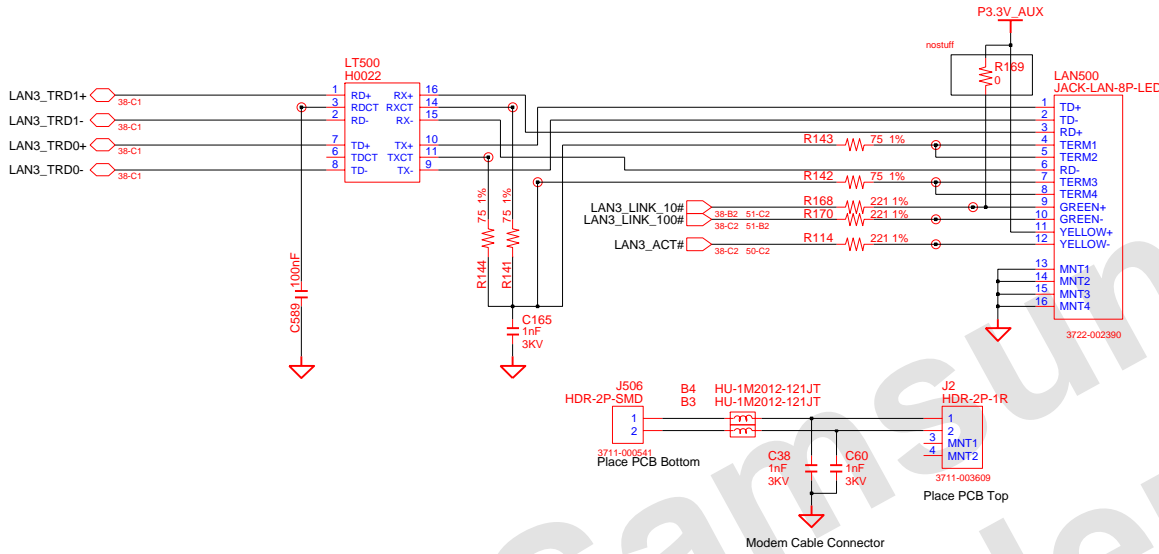 P3.3V_AUX
nostuff
R169
0
LT500
H0022
LAN500
JACK-LAN-8P-LED
LAN3_TRD1+ 38-C1
LAN3_TRD1- 38-C1
LAN3_TRD0+ 38-C1
LAN3_TRD0- 38-C1
1 RD+ RX+ 16
3 RDCT RXCT 14
2 RD- RX- 15
7 TD+ TX+ 10
6 TDCT TXCT 11
8 TD- TX- 9
1 TD+
2 TD-
3 RD+
R143 75 1% 4 TERM1
5 TERM2
6 RD-
R142 75 1% 7 TERM3
8 TERM4
LAN3_LINK_10# 38-B2 51-C2 R168 221 1% 9 GREEN+
LAN3_LINK_100# 38-C2 51-B2 R170 221 1% 10 GREEN-
11 YELLOW+
LAN3_ACT# 38-C2 50-C2 R114 221 1% 12 YELLOW-
13 MNT1
14 MNT2
15 MNT3
16 MNT4
3722-002390
75 1%
75 1%
R144
R141
100nF
C589
C165
1nF
3KV
J506
HDR-2P-SMD
1
2
3711-000541
Place PCB Bottom
B4 HU-1M2012-121JT
B3 HU-1M2012-121JT
C38
1nF
3KV
C60
1nF
3KV
J2
HDR-2P-1R
1
2
3 MNT1
4 MNT2
3711-003609
Place PCB Top
Modem Cable Connector
Samsun